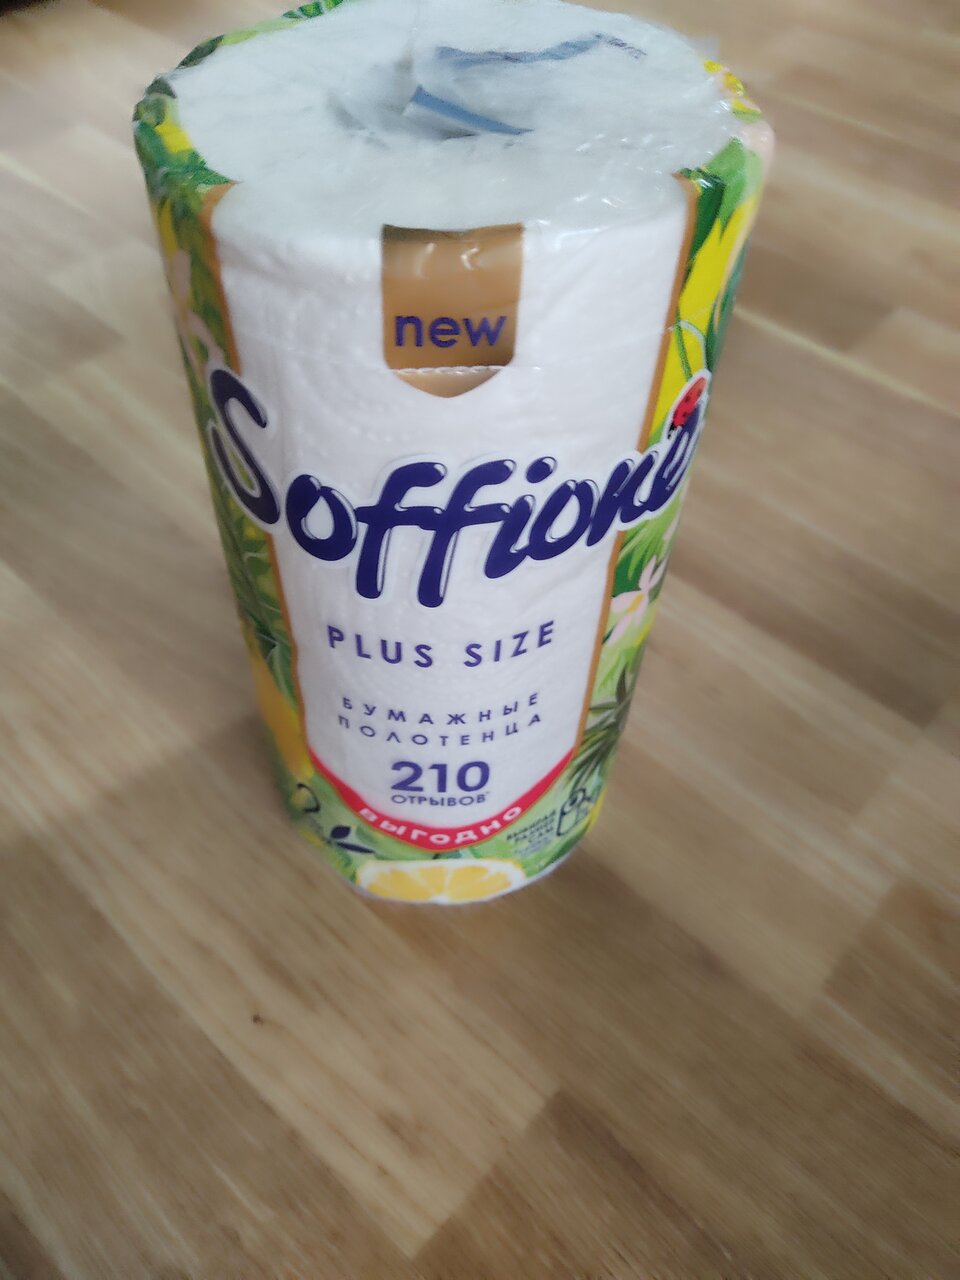 new
Soffione
PLUS SIZE
БУМАЖНЫЕ
ПОЛОТЕНЦА
210
ОТРЫВОВ*
ВЫГОДНО